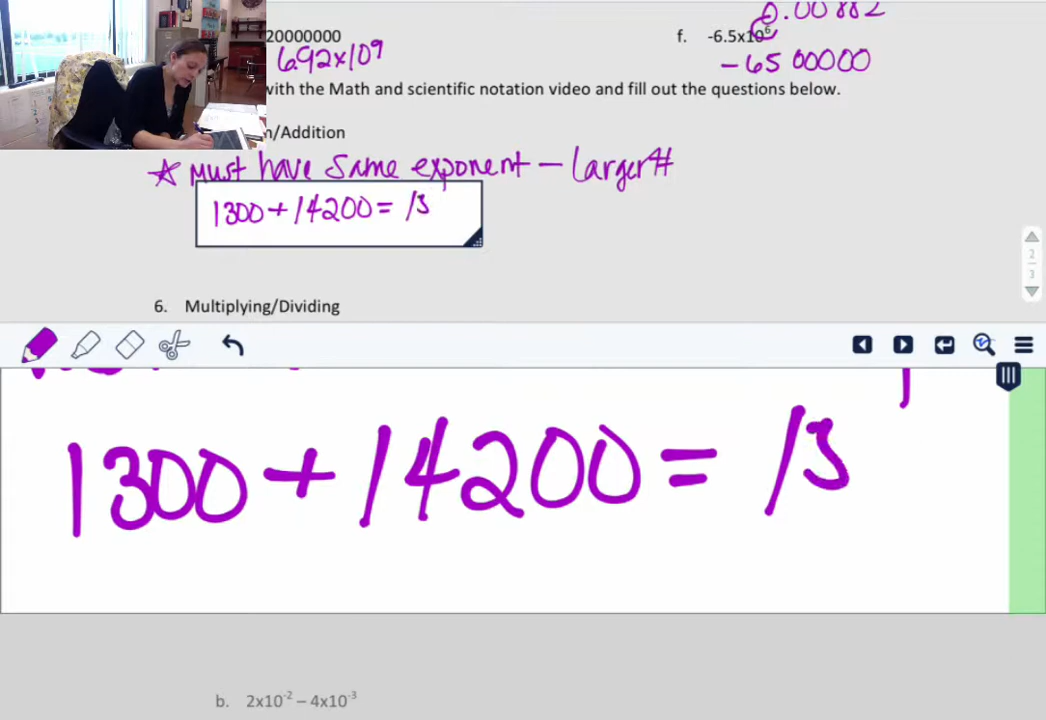 0.00882
20000000
f. -6.5x10⁶
6.92x10⁹
-6500000
with the Math and scientific notation video and fill out the questions below.
n/Addition
☆ Must have same exponent – larger#
1300+14200= 13
2
3
6. Multiplying/Dividing
1300+14200= 13
b. 2x10⁻² – 4x10⁻³